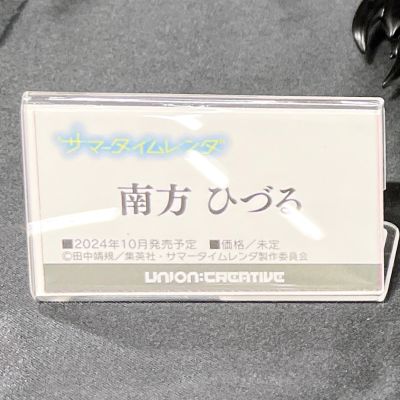 サマータイムレンダ
南方 ひづる
■2024年10月発売予定 ■価格／未定
©田中靖規／集英社・サマータイムレンダ製作委員会
UNION:CREATIVE